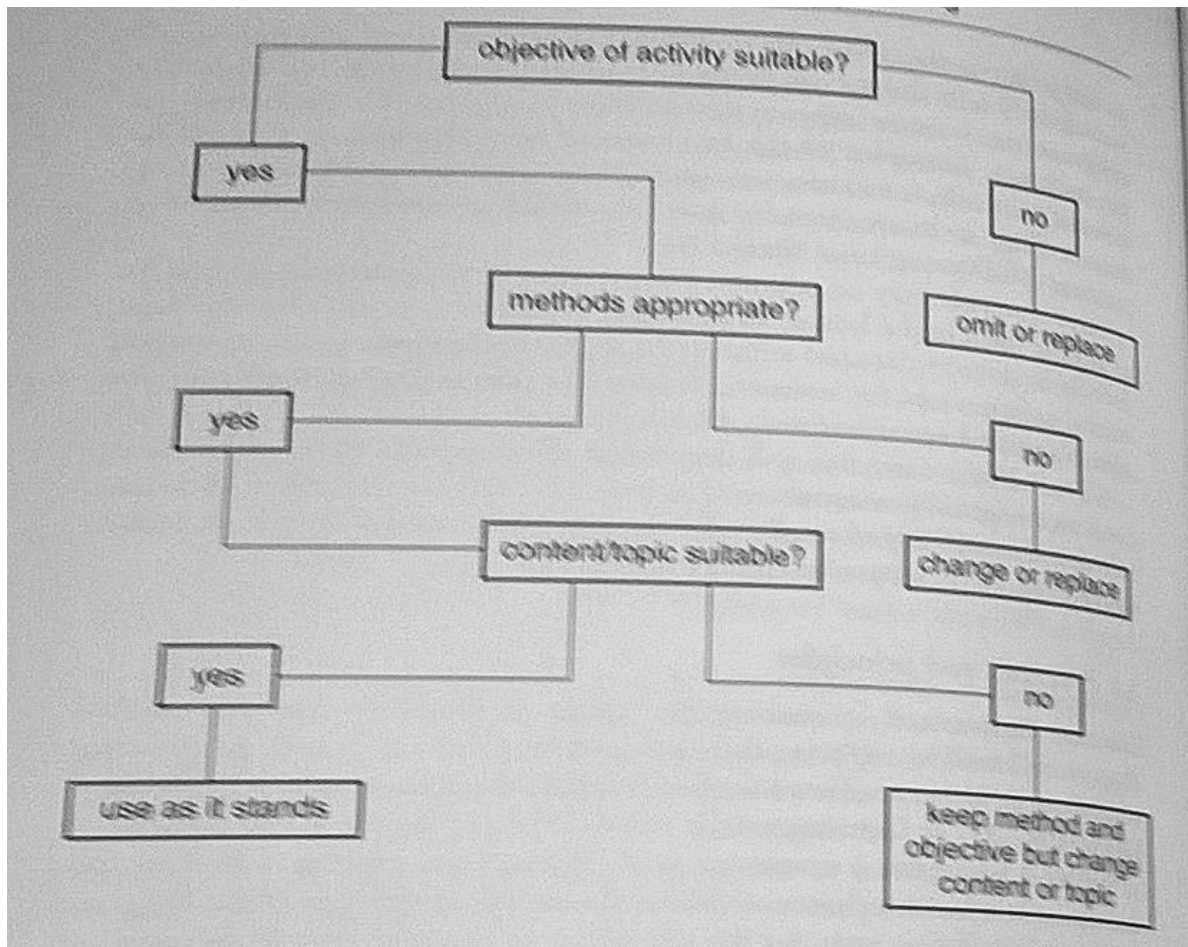 objective of activity suitable?
yes
no
methods appropriate?
omit or replace
yes
no
content/topic suitable?
change or replace
yes
no
use as it stands
keep method and
objective but change
content or topic